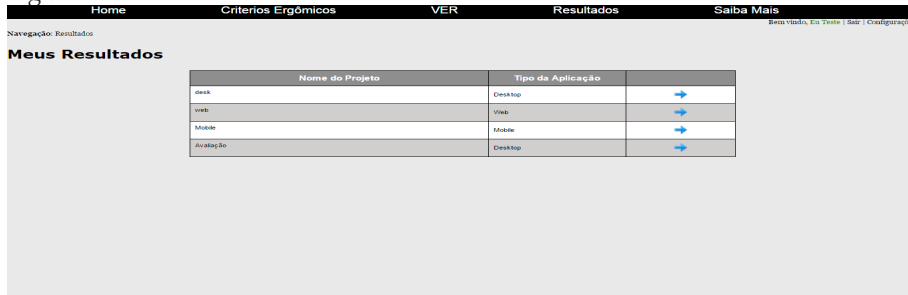 Home Criterios Ergômicos VER Resultados Saiba Mais
Bem vindo, Eu Teste | Sair | Configuraçõ
Navegação: Resultados
Meus Resultados
Nome do Projeto Tipo da Aplicação
desk Desktop
web Web
Mobile Mobile
Avaliação Desktop